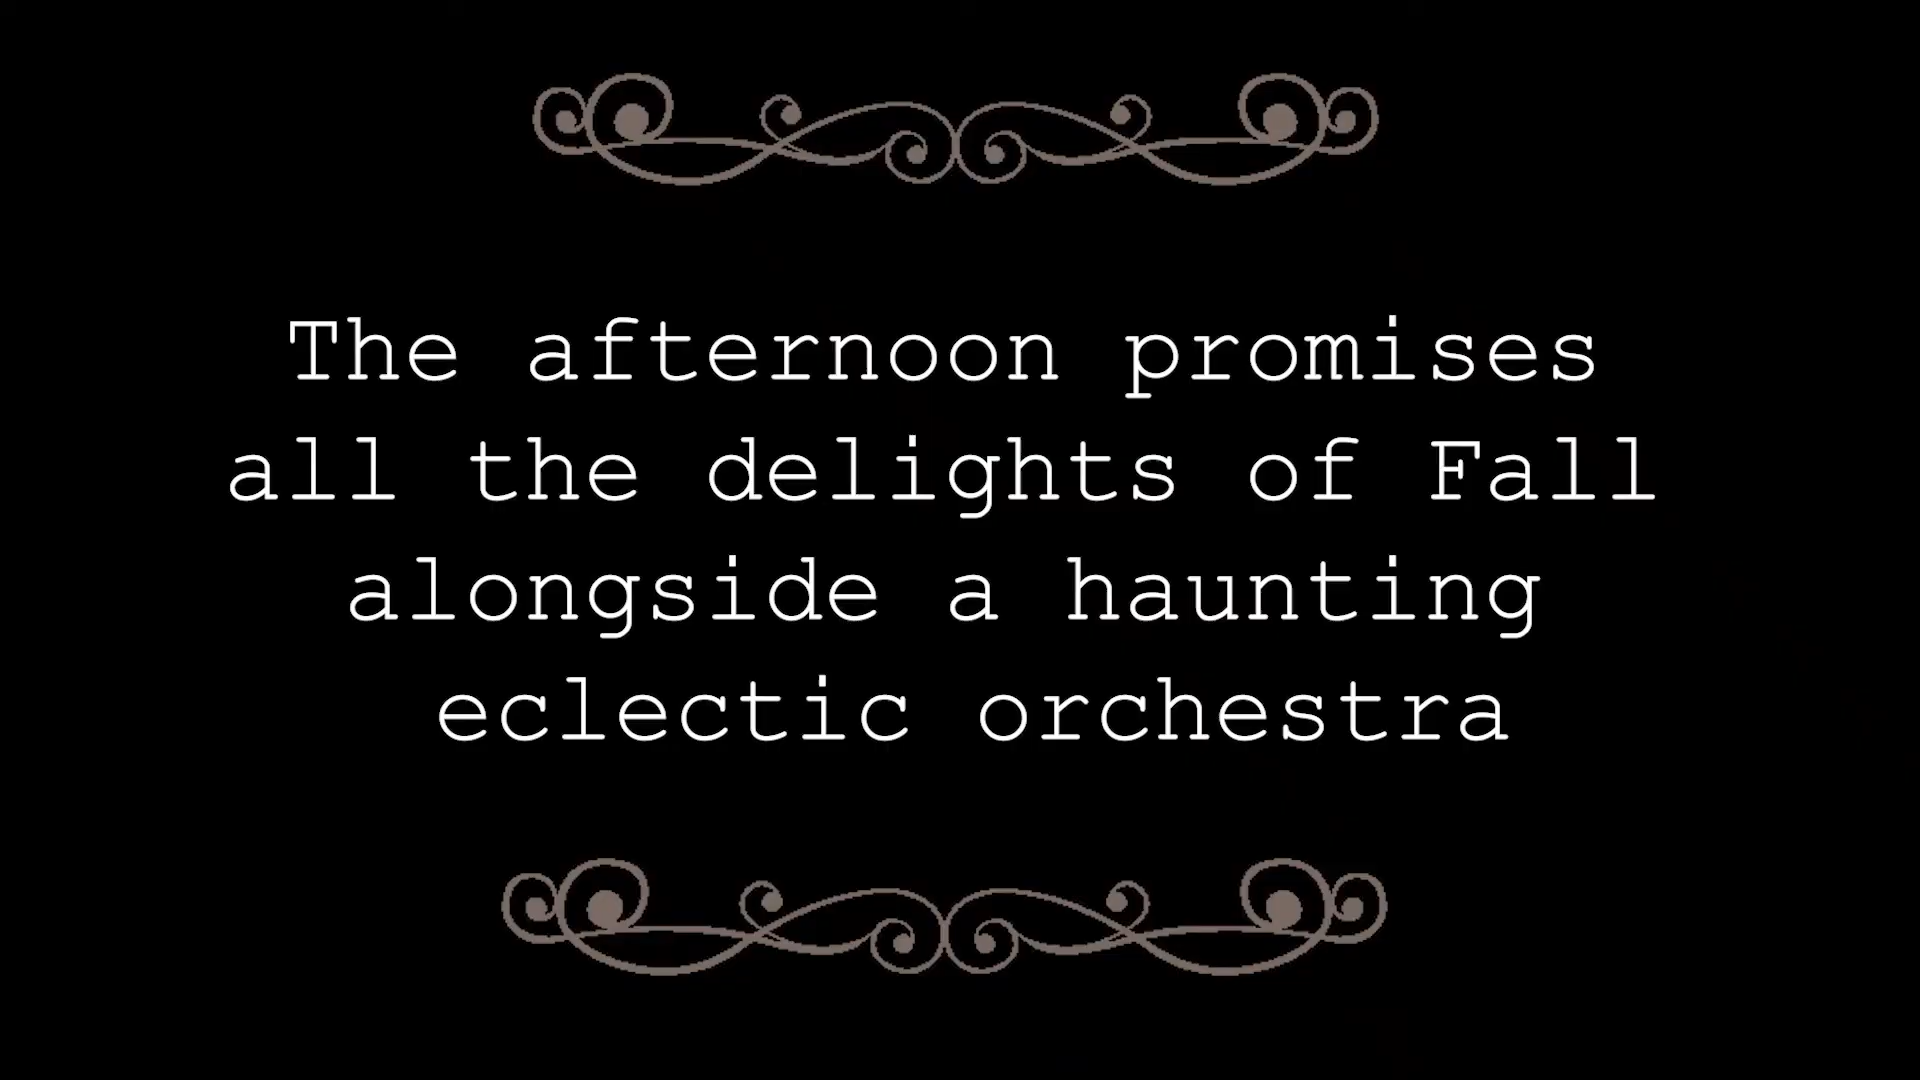 The afternoon promises
all the delights of Fall
alongside a haunting
eclectic orchestra